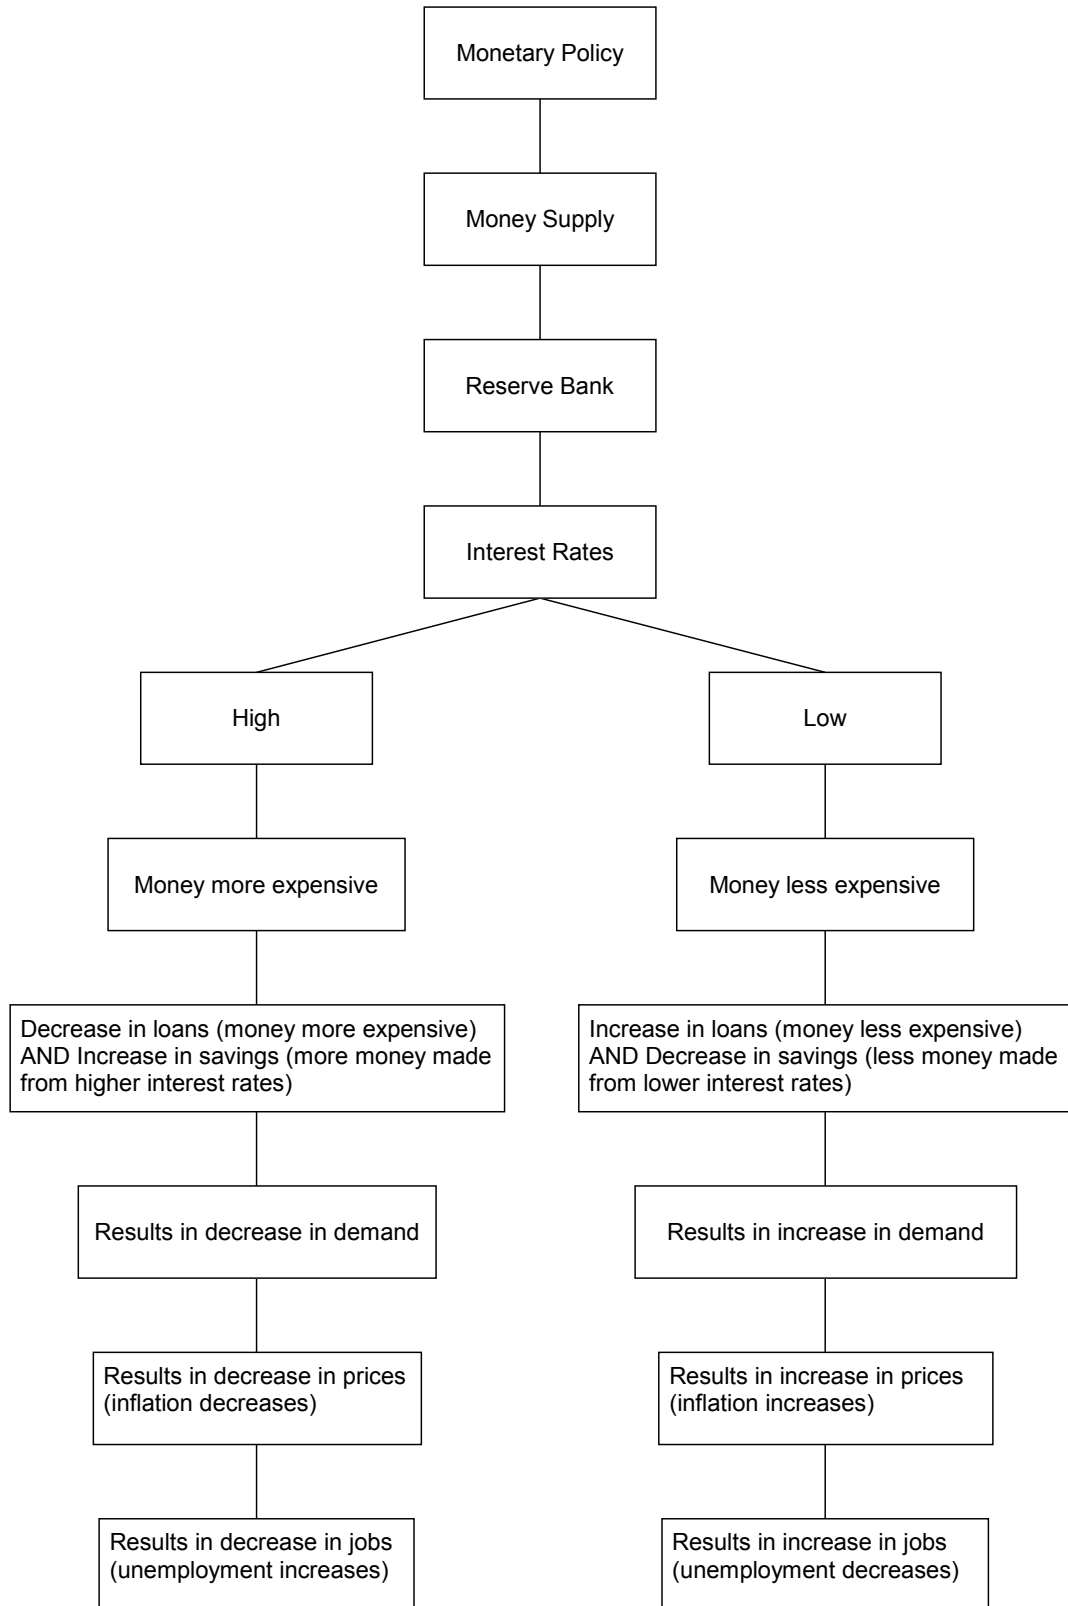 Monetary Policy
Money Supply
Reserve Bank
Interest Rates
High
Low
Money more expensive
Money less expensive
Decrease in loans (money more expensive)
AND Increase in savings (more money made
from higher interest rates)
Increase in loans (money less expensive)
AND Decrease in savings (less money made
from lower interest rates)
Results in decrease in demand
Results in increase in demand
Results in decrease in prices
(inflation decreases)
Results in increase in prices
(inflation increases)
Results in decrease in jobs
(unemployment increases)
Results in increase in jobs
(unemployment decreases)